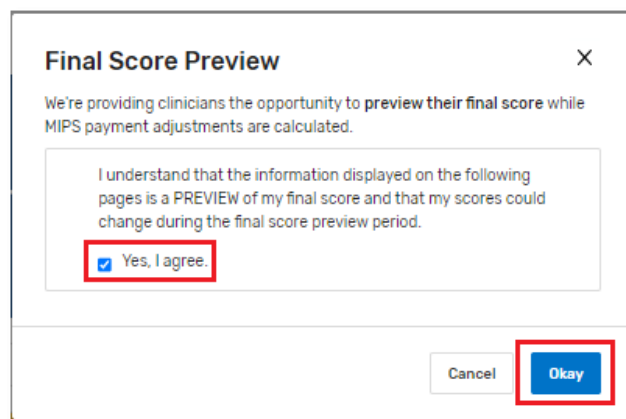 Final Score Preview
We're providing clinicians the opportunity to preview their final score while
MIPS payment adjustments are calculated.
I understand that the information displayed on the following
pages is a PREVIEW of my final score and that my scores could
change during the final score preview period.
Yes, I agree.
Cancel
Okay